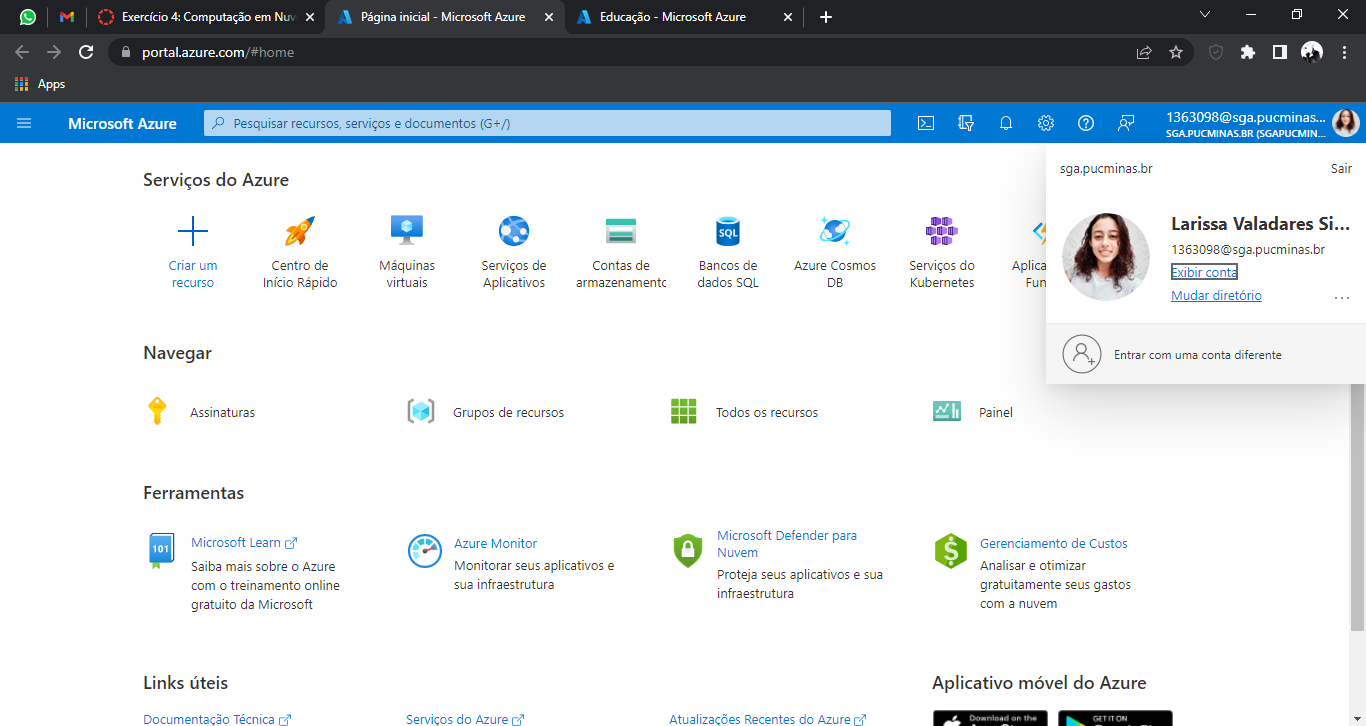 Exercício 4: Computação em Nuv
Página inicial - Microsoft Azure
Educação - Microsoft Azure
portal.azure.com/#home
Apps
Microsoft Azure
Pesquisar recursos, serviços e documentos (G+/)
1363098@sga.pucminas...
SGA.PUCMINAS.BR (SGAPUCMIN...
sga.pucminas.br
Sair
Larissa Valadares Si...
1363098@sga.pucminas.br
Exibir conta
Mudar diretório
...
Entrar com uma conta diferente
Serviços do Azure
Criar um
recurso
Centro de
Início Rápido
Máquinas
virtuais
Serviços de
Aplicativos
Contas de
armazenamento
SQL
Bancos de
dados SQL
Azure Cosmos
DB
Serviços do
Kubernetes
Aplica
Fun
Navegar
Assinaturas
Grupos de recursos
Todos os recursos
Painel
Ferramentas
101
Microsoft Learn
Saiba mais sobre o Azure
com o treinamento online
gratuito da Microsoft
Azure Monitor
Monitorar seus aplicativos e
sua infraestrutura
Microsoft Defender para
Nuvem
Proteja seus aplicativos e sua
infraestrutura
$
Gerenciamento de Custos
Analisar e otimizar
gratuitamente seus gastos
com a nuvem
Links úteis
Documentação Técnica
Serviços do Azure
Atualizações Recentes do Azure
Aplicativo móvel do Azure
Download on the
GET IT ON